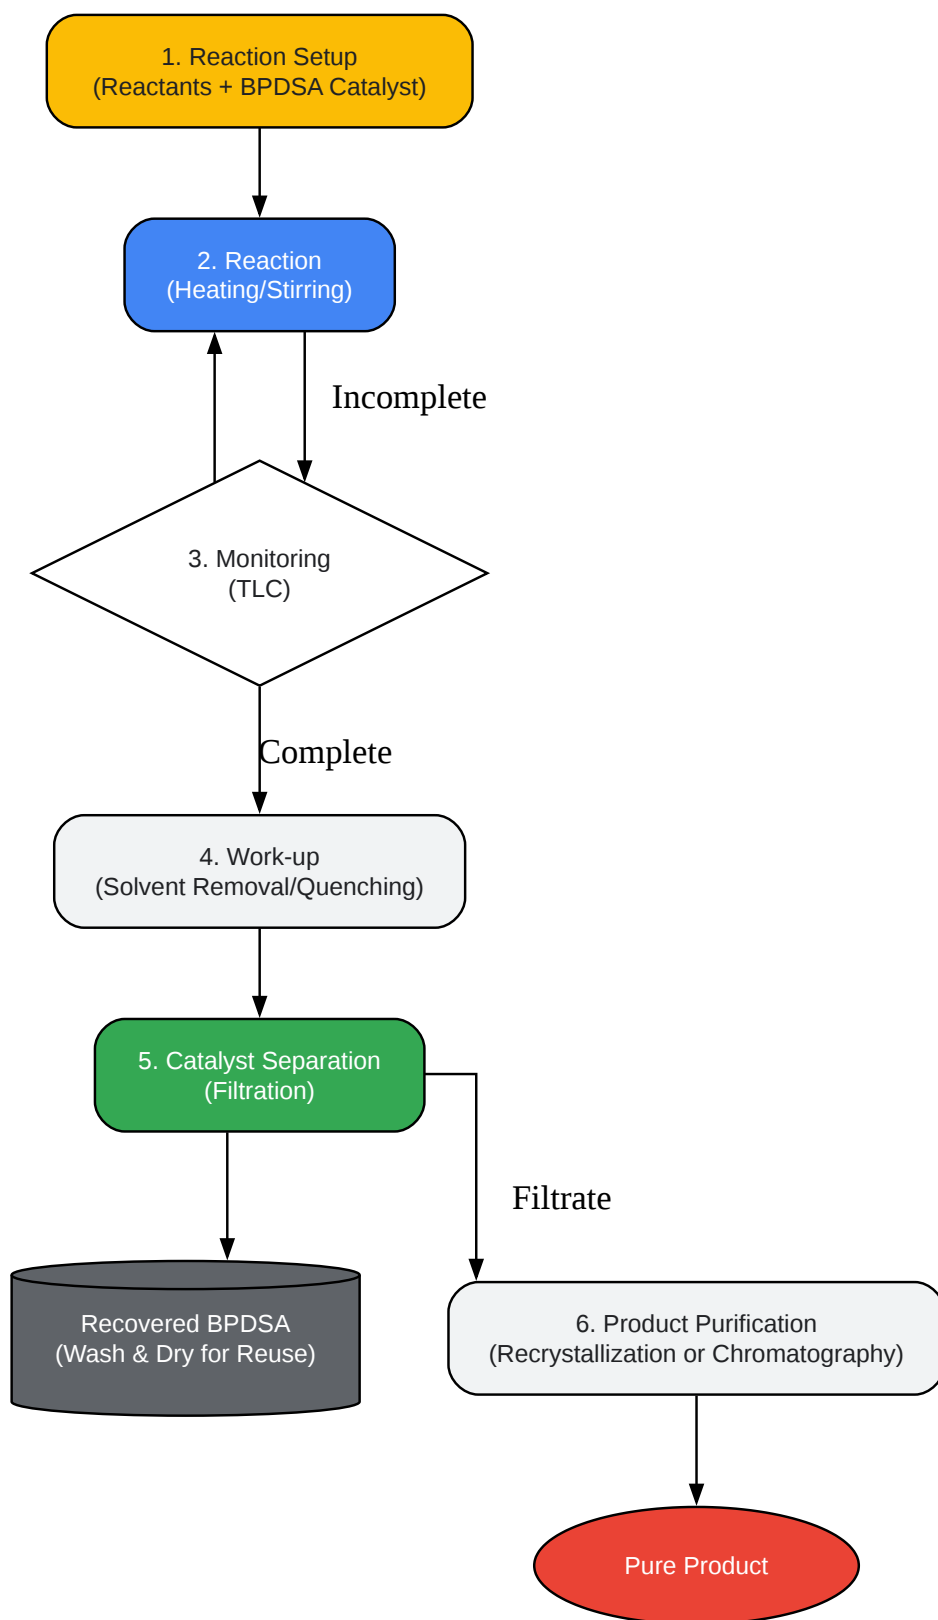 1. Reaction Setup
(Reactants + BPDSA Catalyst)
2. Reaction
(Heating/Stirring)
Incomplete
3. Monitoring
(TLC)
Complete
4. Work-up
(Solvent Removal/Quenching)
5. Catalyst Separation
(Filtration)
Filtrate
Recovered BPDSA
(Wash & Dry for Reuse)
6. Product Purification
(Recrystallization or Chromatography)
Pure Product